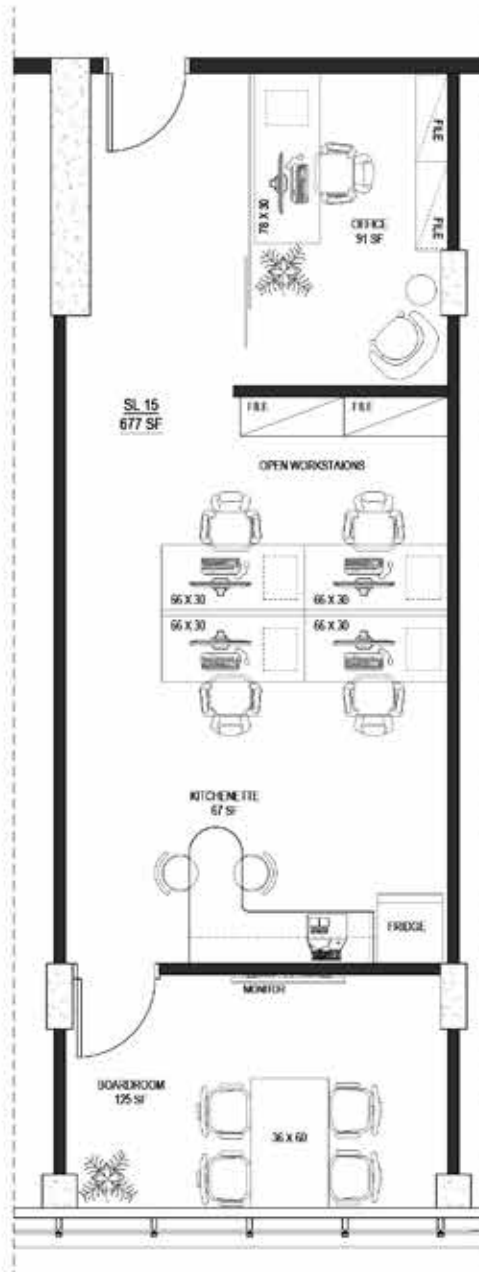 FILE
78 X 30
OFFICE
91 SF
FILE
SL 15
677 SF
FILE
FILE
OPEN WORKSTAIONS
66 X 30
66 X 30
66 X 30
66 X 30
KITCHENETTE
67 SF
FRIDGE
MONITOR
BOARDROOM
125 SF
36 X 60